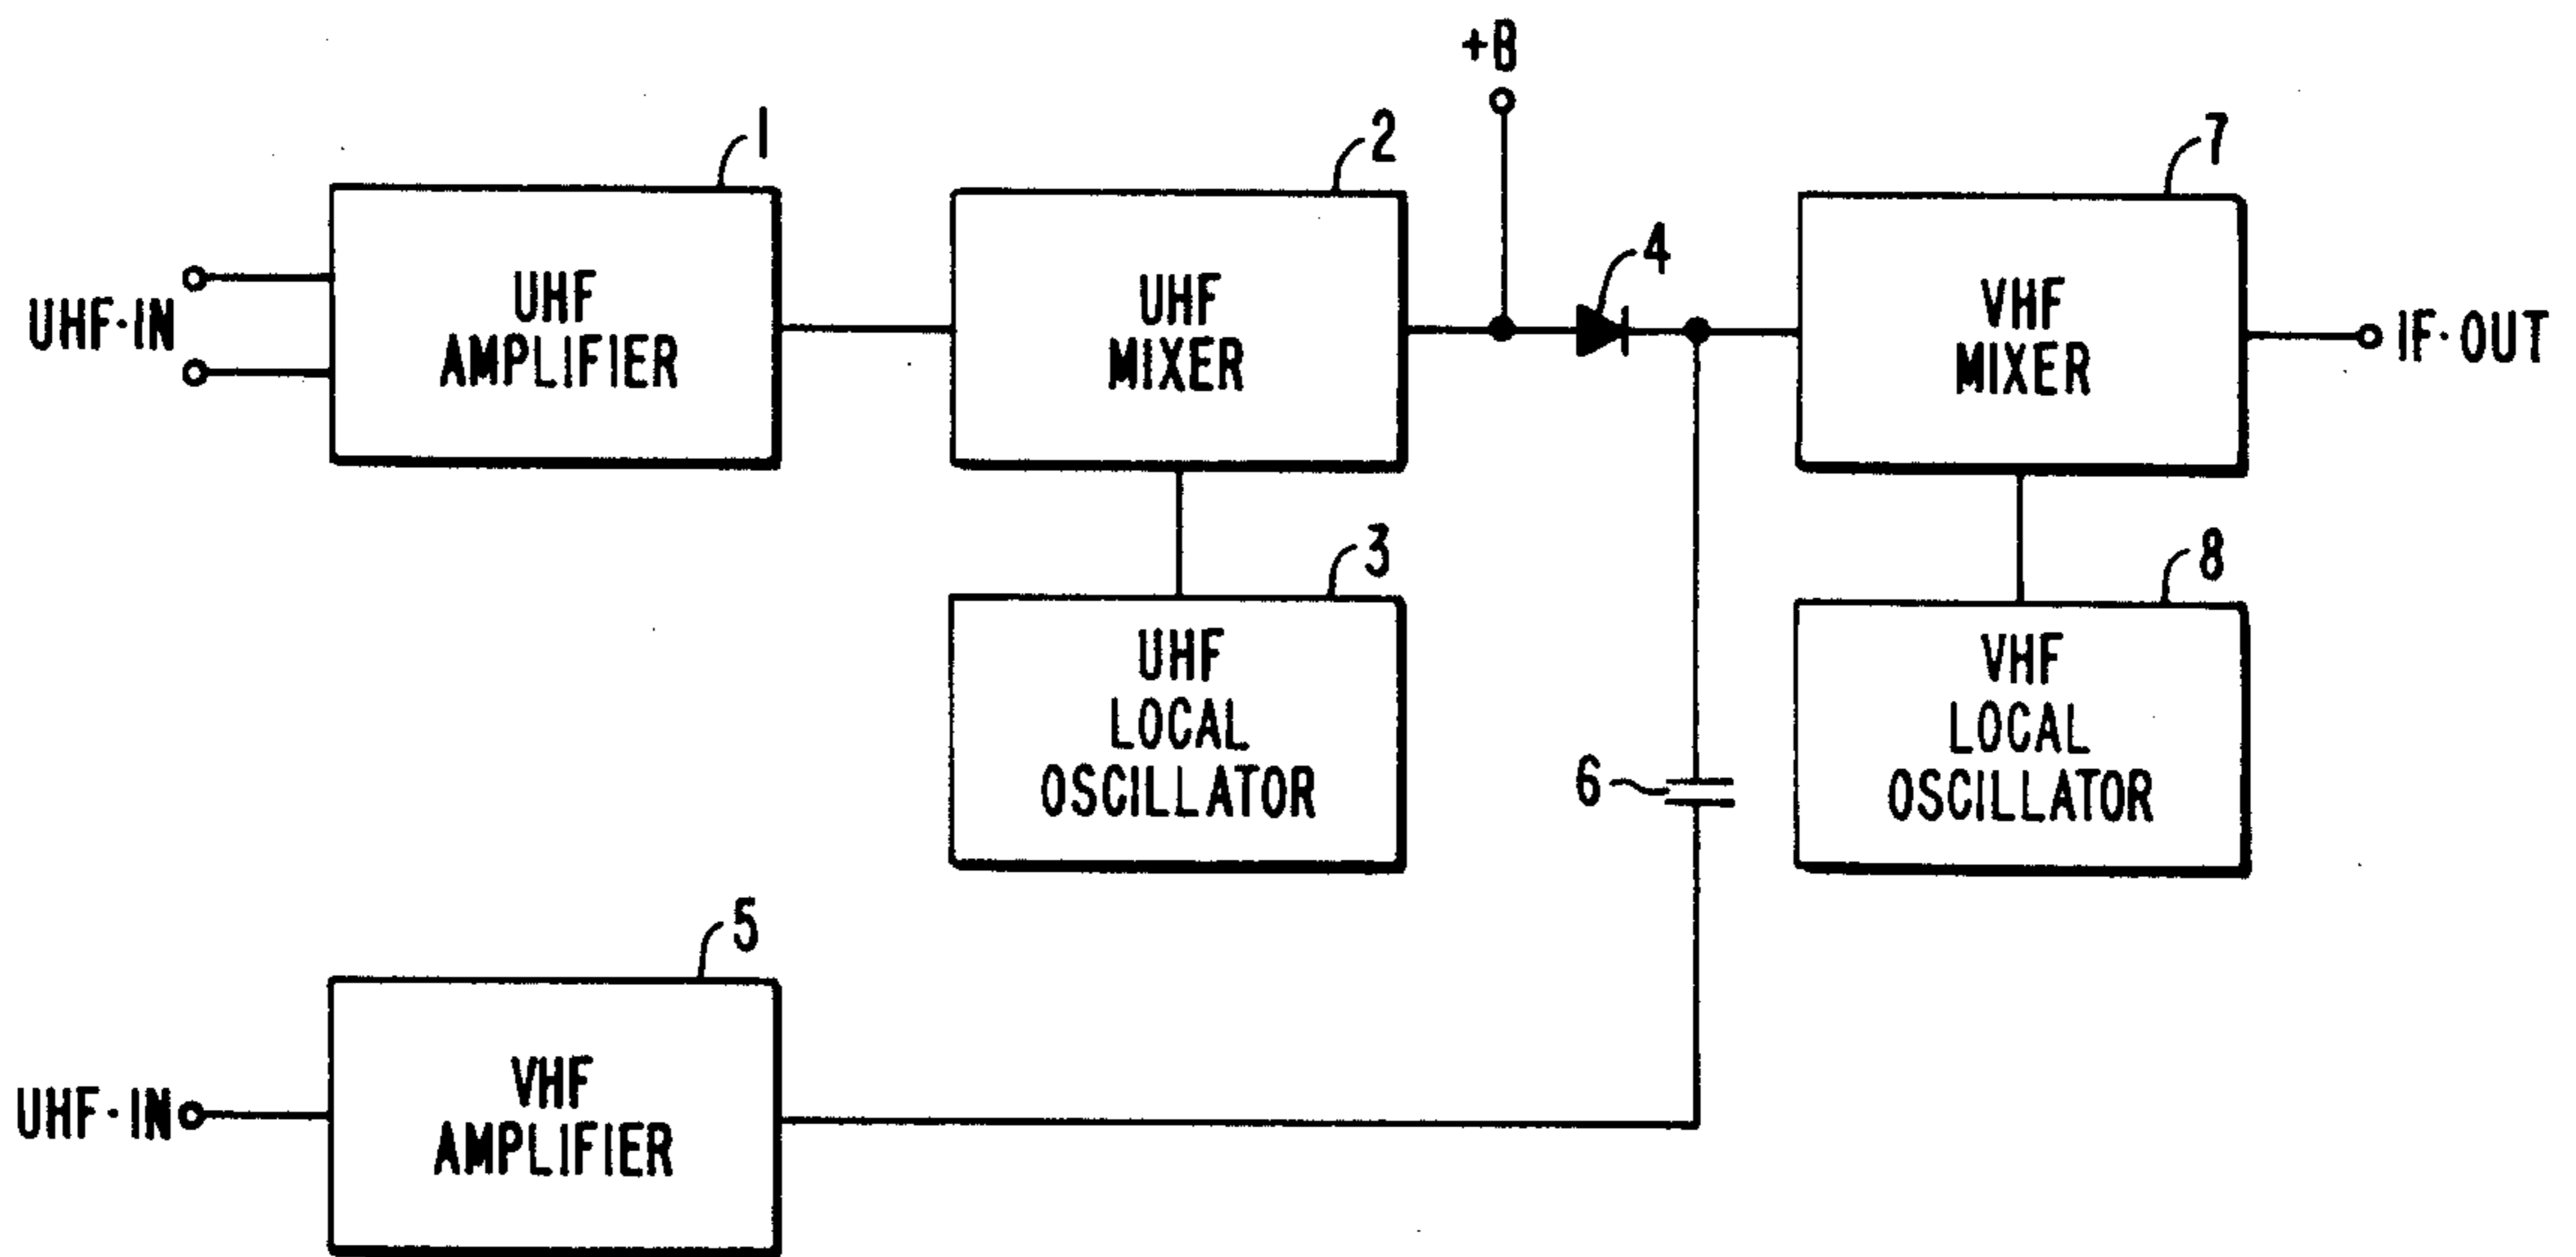 +B
1
2
7
4
UHF
AMPLIFIER
UHF
MIXER
VHF
MIXER
UHF·IN
IF·OUT
3
8
UHF
LOCAL
OSCILLATOR
VHF
LOCAL
OSCILLATOR
6
5
VHF
AMPLIFIER
UHF·IN